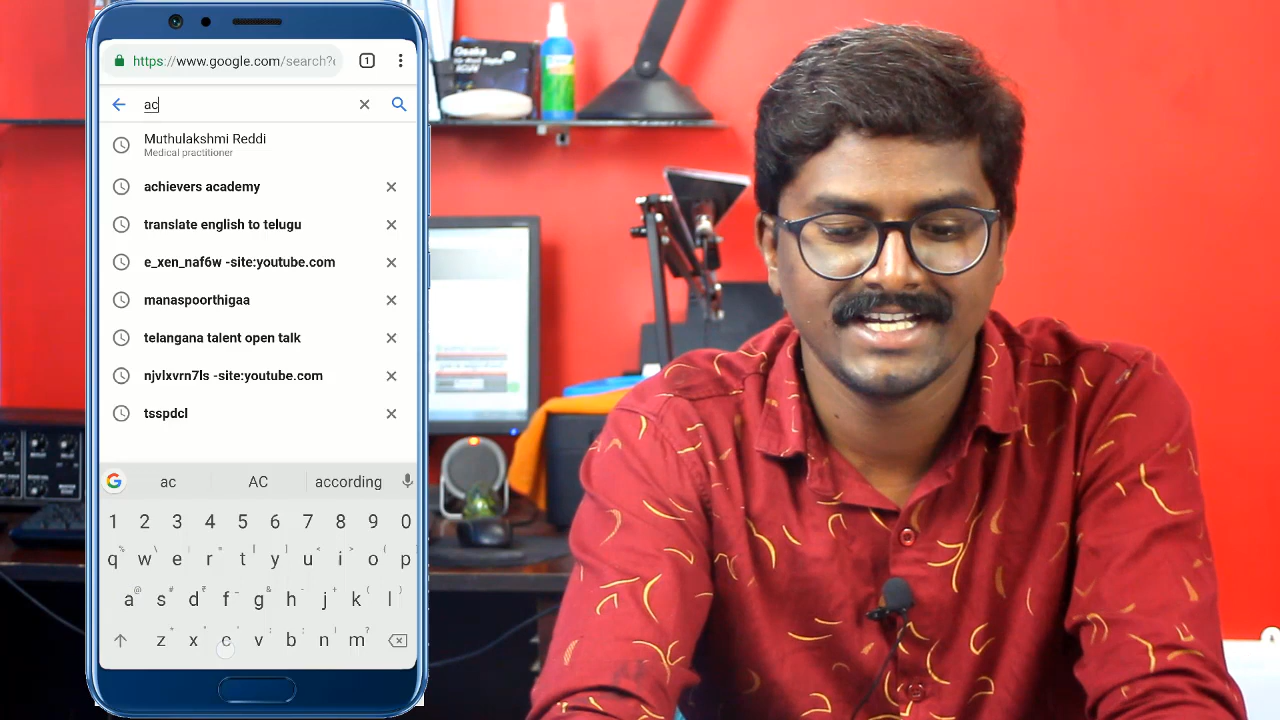 https://www.google.com/search?
1
ac
Muthulakshmi Reddi
Medical practitioner
achievers academy
translate english to telugu
e_xen_naf6w -site:youtube.com
manaspoorthigaa
telangana talent open talk
njvlxvrn7ls -site:youtube.com
tsspdcl
G ac AC according
1 2 3 4 5 6 7 8 9 0
q w e r t y u i o p
a s d f g h j k l
z x c v b n m
Osaka